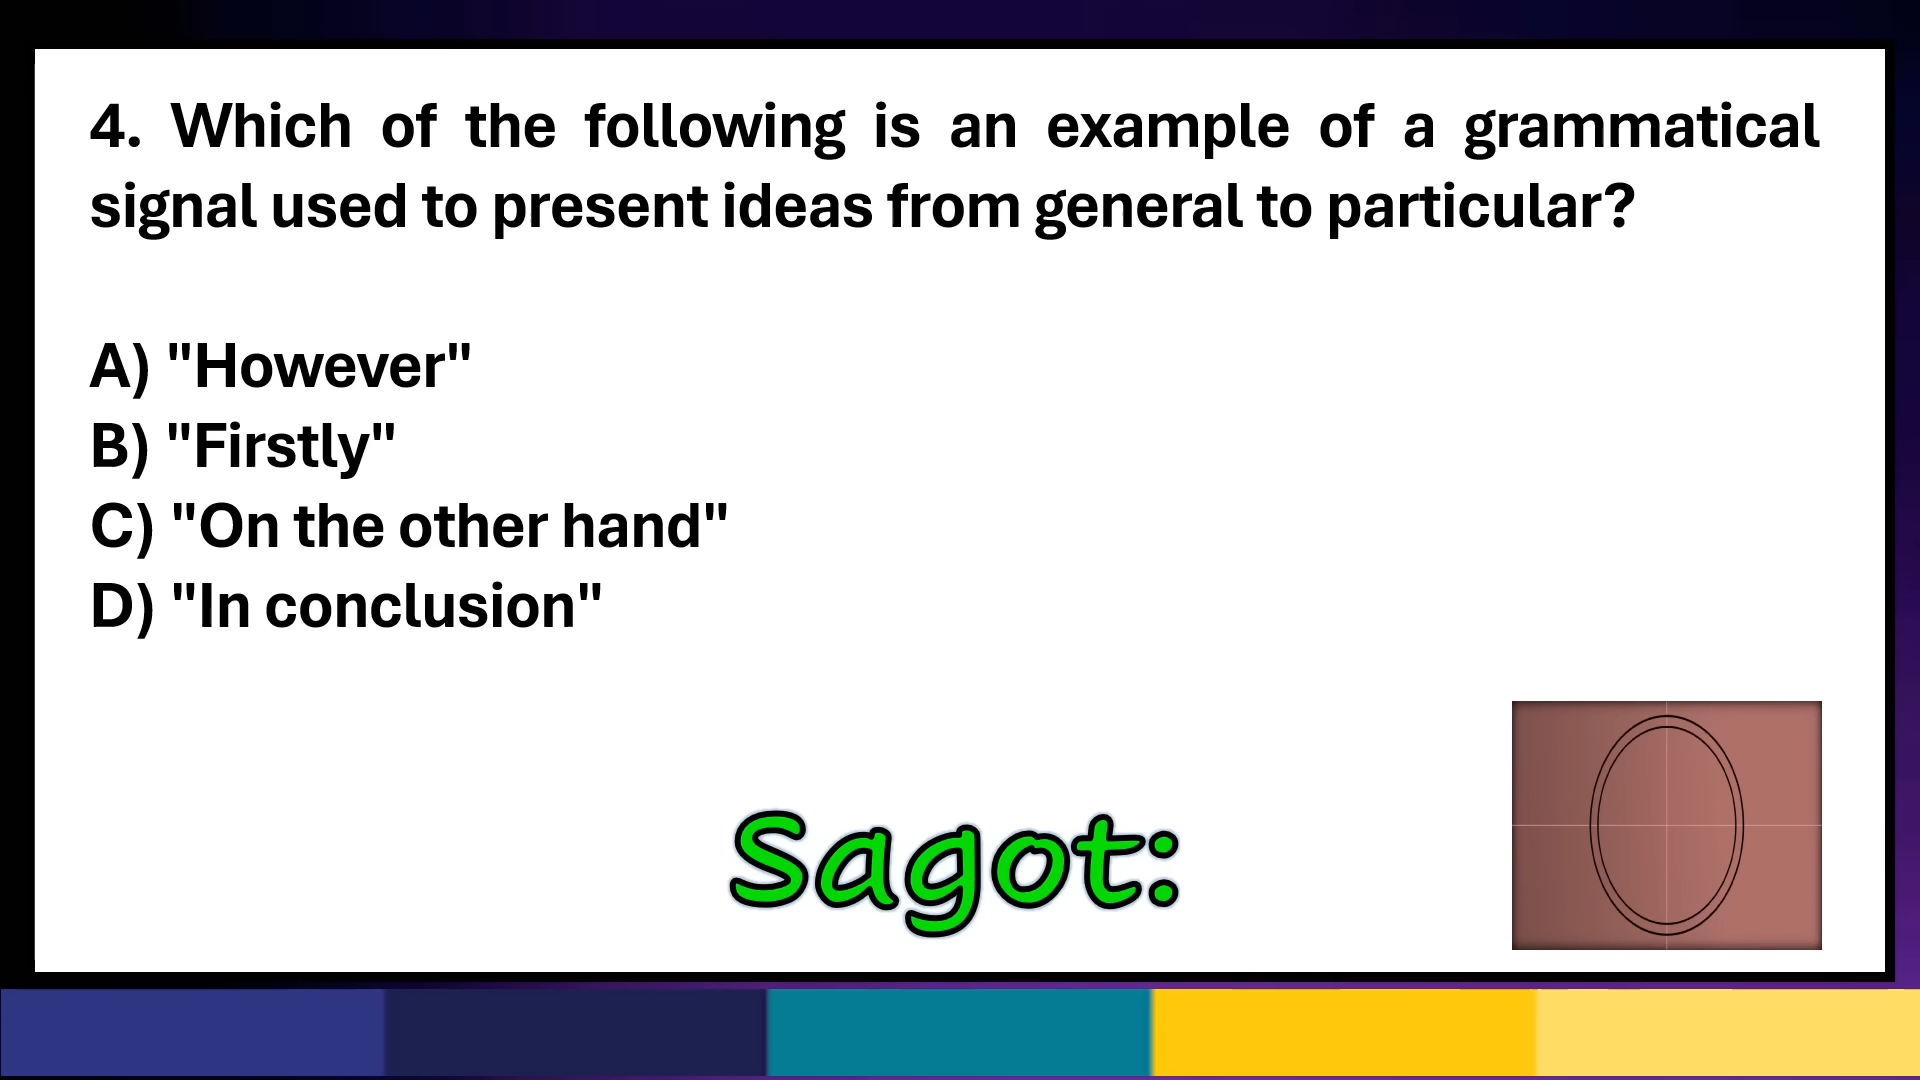 4. Which of the following is an example of a grammatical
signal used to present ideas from general to particular?
A) "However"
B) "Firstly"
C) "On the other hand"
D) "In conclusion"
Sagot: